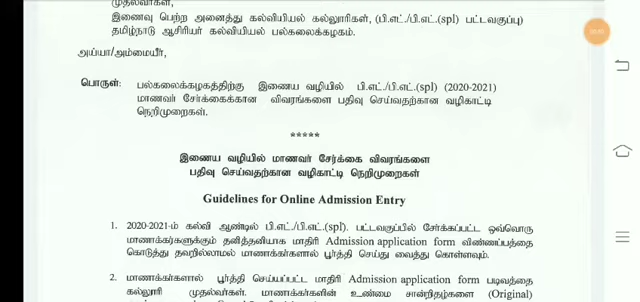 முதல்வர்கள்,
இணைவு பெற்ற அனைத்து கல்வியியல் கல்லூரிகள், (பி.எட்./பி.எட்.(spl) பட்டவகுப்பு)
தமிழ்நாடு ஆசிரியர் கல்வியியல் பல்கலைக்கழகம்.
அய்யா/அம்மையீர்,
பொருள்: பல்கலைக்கழகத்திற்கு இணைய வழியில் பி.எட்./பி.எட்.(spl) (2020-2021)
மாணவர் சேர்க்கைக்கான விவரங்களை பதிவு செய்வதற்கான வழிகாட்டி
நெறிமுறைகள்.
*****
இணைய வழியில் மாணவர் சேர்க்கை விவரங்களை
பதிவு செய்வதற்கான வழிகாட்டி நெறிமுறைகள்
Guidelines for Online Admission Entry
1. 2020-2021-ம் கல்வி ஆண்டில் பி.எட்./பி.எட்.(spl). பட்டவகுப்பில் சேர்க்கப்பட்ட ஒவ்வொரு
மாணாக்கர்களுக்கும் தனித்தனியாக மாதிரி Admission application form விண்ணப்பத்தை
கொடுத்து தவறில்லாமல் மாணாக்கர்களால் பூர்த்தி செய்து வைத்து கொள்ளவும்.
2. மாணாக்கர்களால் பூர்த்தி செய்யப்பட்ட மாதிரி Admission application form படிவத்தை
கல்லூரி முதல்வர்கள். மாணாக்கர்களின் உண்மை சான்றிதழ்களை (Original)